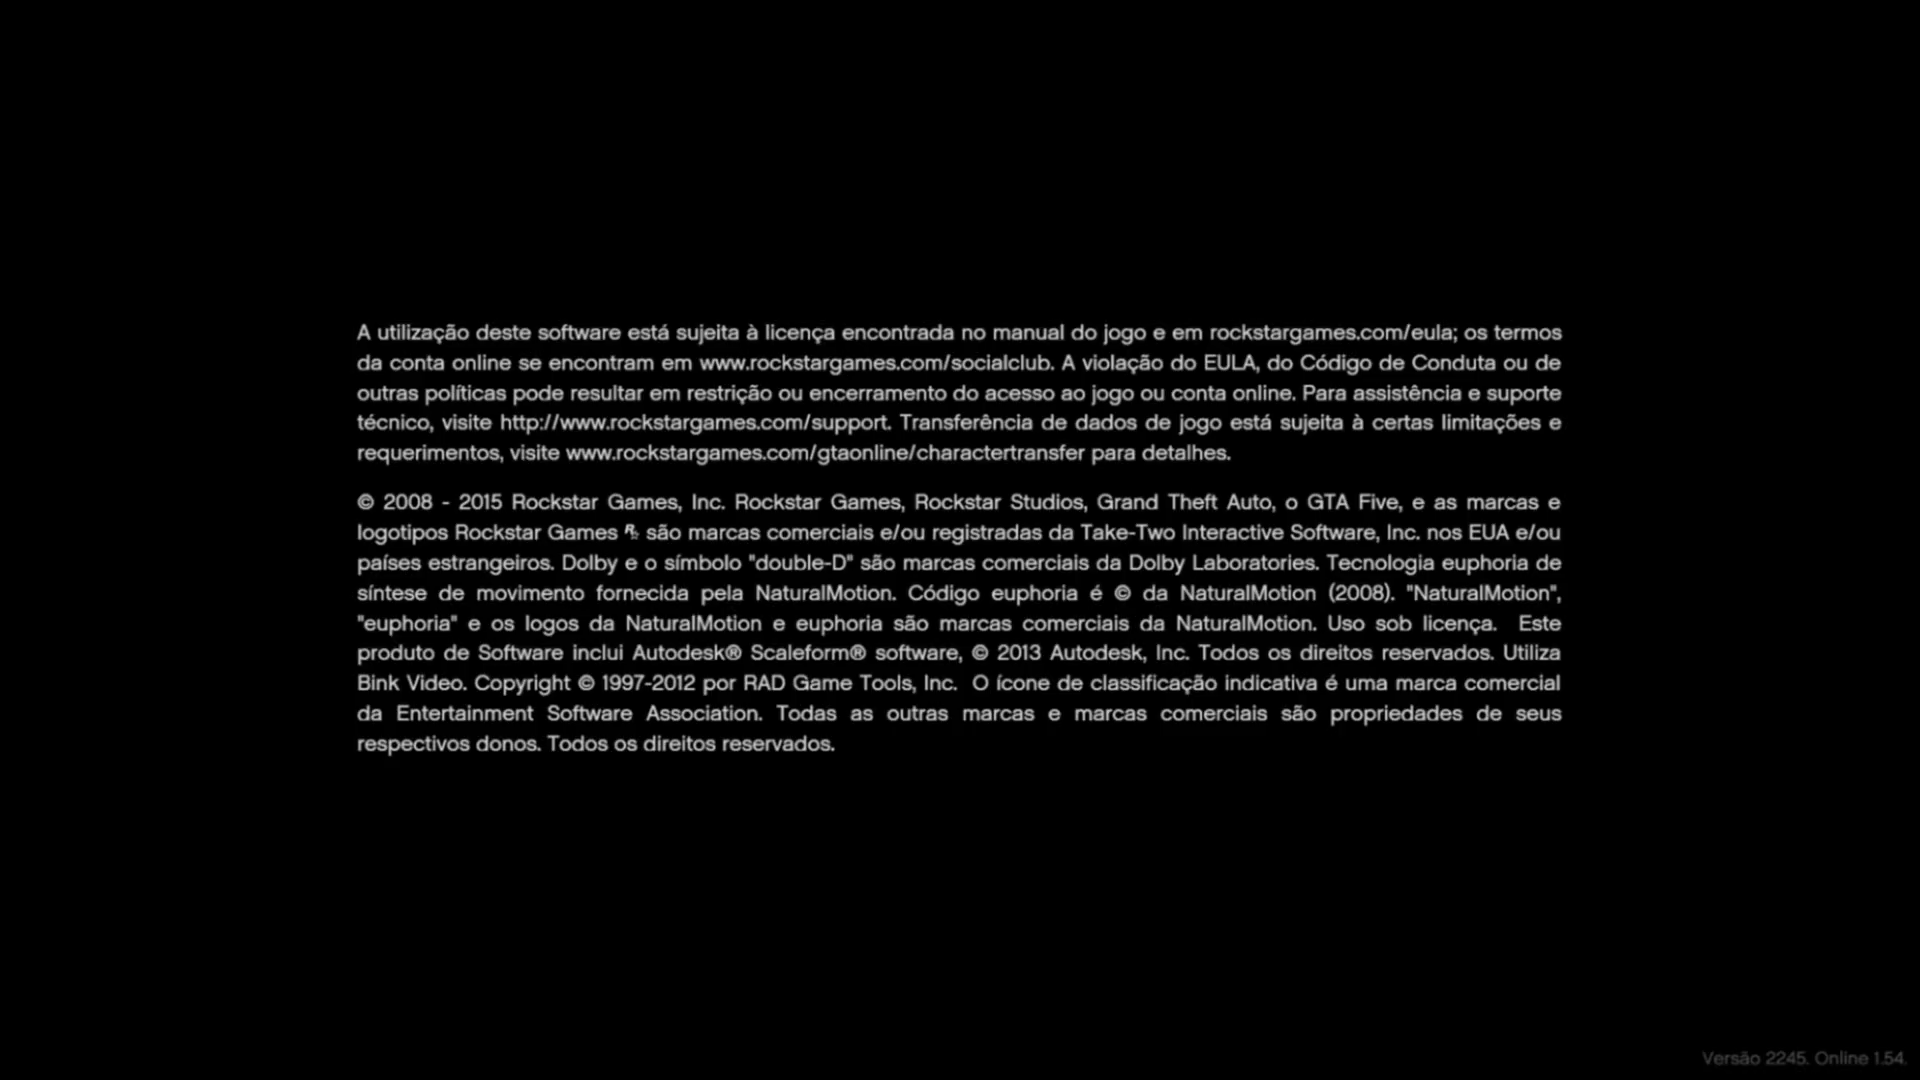 A utilização deste software está sujeita à licença encontrada no manual do jogo e em rockstargames.com/eula; os termos
da conta online se encontram em www.rockstargames.com/socialclub. A violação do EULA, do Código de Conduta ou de
outras políticas pode resultar em restrição ou encerramento do acesso ao jogo ou conta online. Para assistência e suporte
técnico, visite http://www.rockstargames.com/support. Transferência de dados de jogo está sujeita à certas limitações e
requerimentos, visite www.rockstargames.com/gtaonline/charactertransfer para detalhes.
© 2008 - 2015 Rockstar Games, Inc. Rockstar Games, Rockstar Studios, Grand Theft Auto, o GTA Five, e as marcas e
logotipos Rockstar Games R* são marcas comerciais e/ou registradas da Take-Two Interactive Software, Inc. nos EUA e/ou
países estrangeiros. Dolby e o símbolo "double-D" são marcas comerciais da Dolby Laboratories. Tecnologia euphoria de
síntese de movimento fornecida pela NaturalMotion. Código euphoria é © da NaturalMotion (2008). "NaturalMotion",
"euphoria" e os logos da NaturalMotion e euphoria são marcas comerciais da NaturalMotion. Uso sob licença. Este
produto de Software inclui Autodesk® Scaleform® software, © 2013 Autodesk, Inc. Todos os direitos reservados. Utiliza
Bink Video. Copyright © 1997-2012 por RAD Game Tools, Inc. O ícone de classificação indicativa é uma marca comercial
da Entertainment Software Association. Todas as outras marcas e marcas comerciais são propriedades de seus
respectivos donos. Todos os direitos reservados.
Versão 2245. Online 1.54.